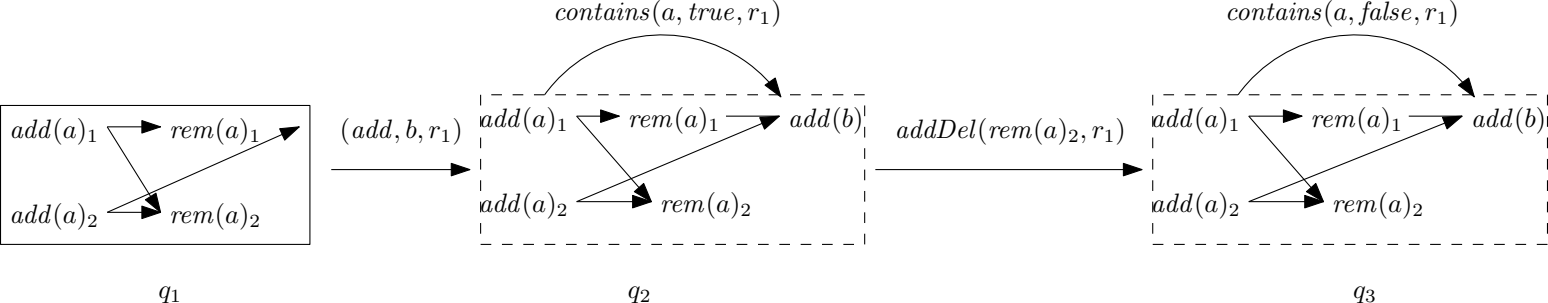 contains(a, true, r₁)
contains(a, false, r₁)
add(a)₁ rem(a)₁
(add, b, r₁)
add(a)₁ rem(a)₁ add(b)
addDel(rem(a)₂, r₁)
add(a)₁ rem(a)₁ add(b)
add(a)₂ rem(a)₂
add(a)₂ rem(a)₂
add(a)₂ rem(a)₂
q₁
q₂
q₃